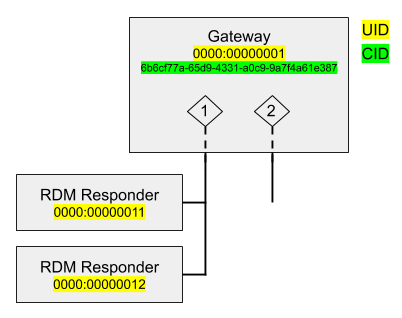 Gateway
0000:00000001
6b6cf77a-65d9-4331-a0c9-9a7f4a61e387
UID
CID
1
2
RDM Responder
0000:00000011
RDM Responder
0000:00000012